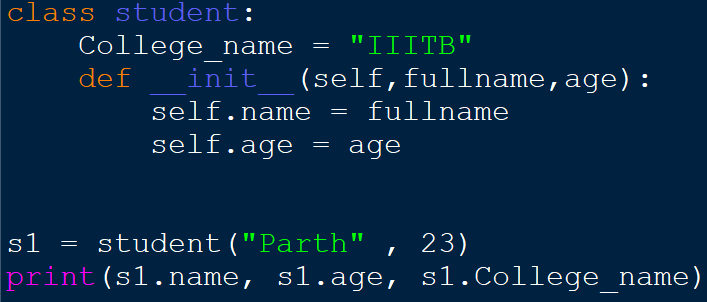 class student:
    College_name = "IIITB"
    def __init__(self,fullname,age):
        self.name = fullname
        self.age = age
s1 = student("Parth" , 23)
print(s1.name, s1.age, s1.College_name)